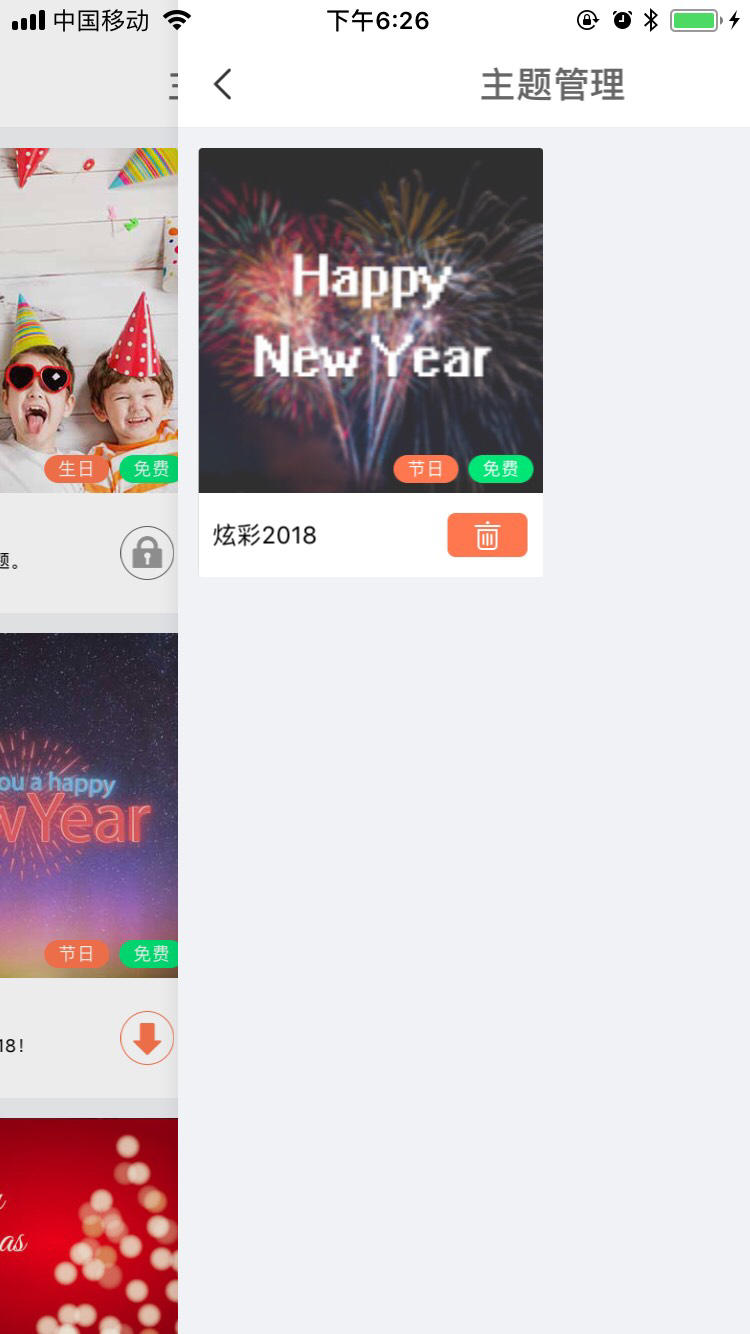 中国移动
下午6:26
主题管理
Happy
New Year
节日
免费
炫彩2018
生日
免费
题。
ou a happy
wYear
节日
免费
18!
as